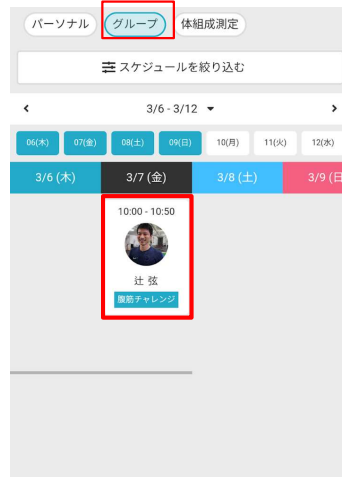 パーソナル グループ 体組成測定
スケジュールを絞り込む
3/6 - 3/12
06(木) 07(金) 08(土) 09(日) 10(月) 11(火) 12(水)
3/6 (木) 3/7 (金) 3/8 (土) 3/9 (日
10:00 - 10:50
辻 弦
腹筋チャレンジ